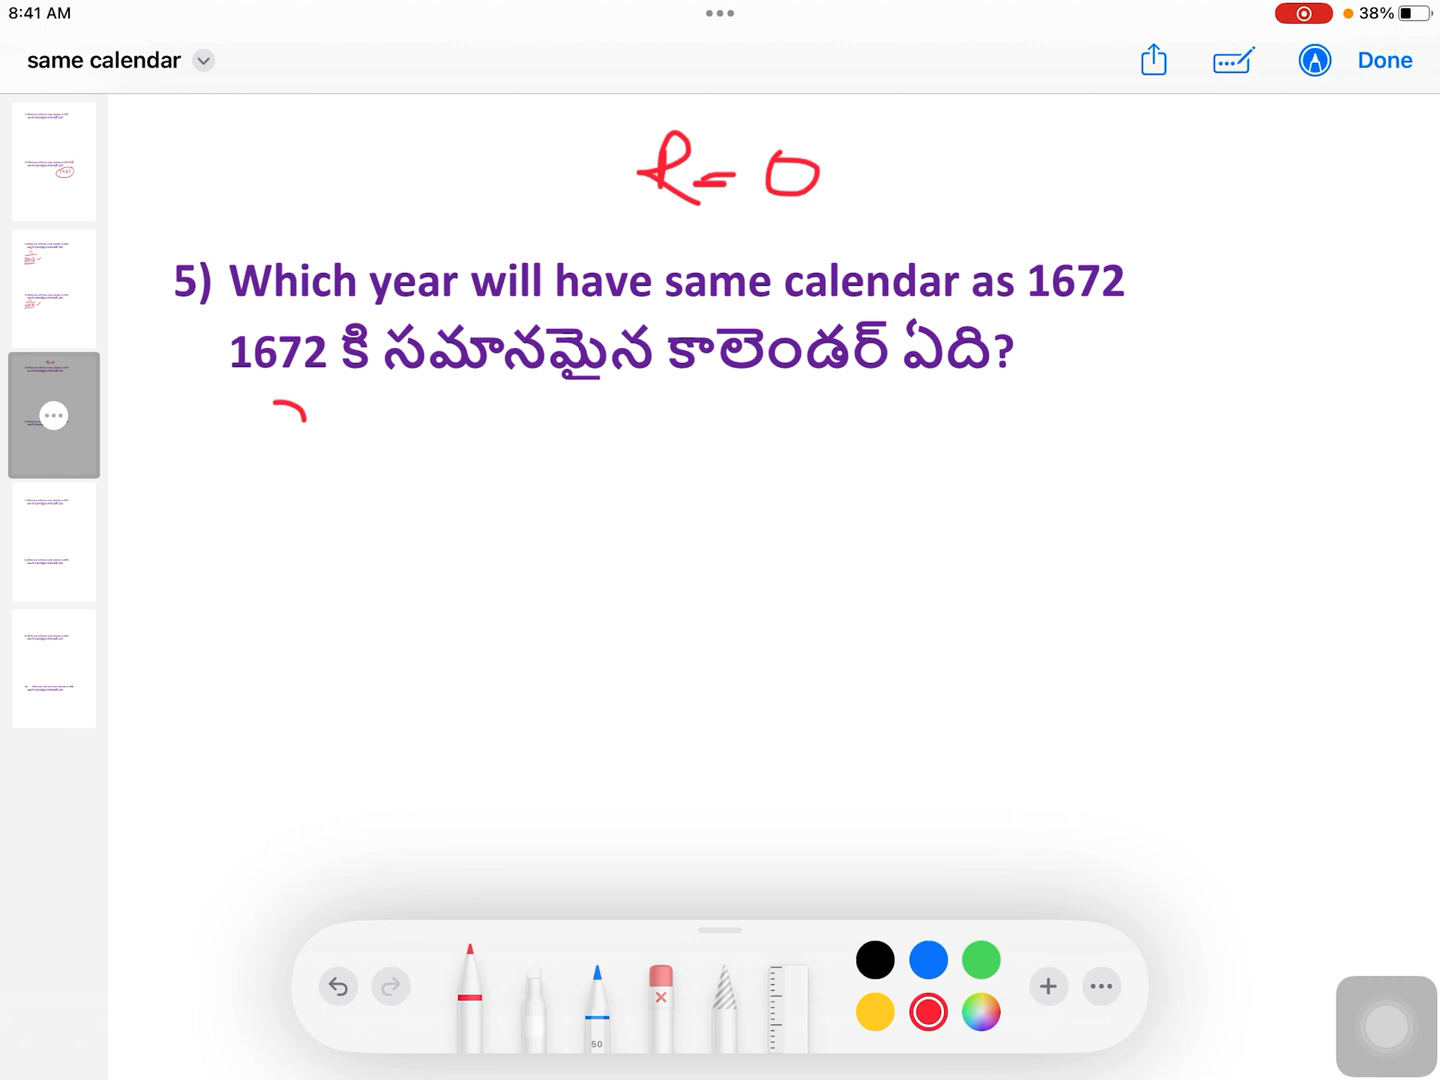 8:41 AM
38%
same calendar
Done
R = 0
5) Which year will have same calendar as 1672
1672 కి సమానమైన కాలెండర్ ఏది?
50